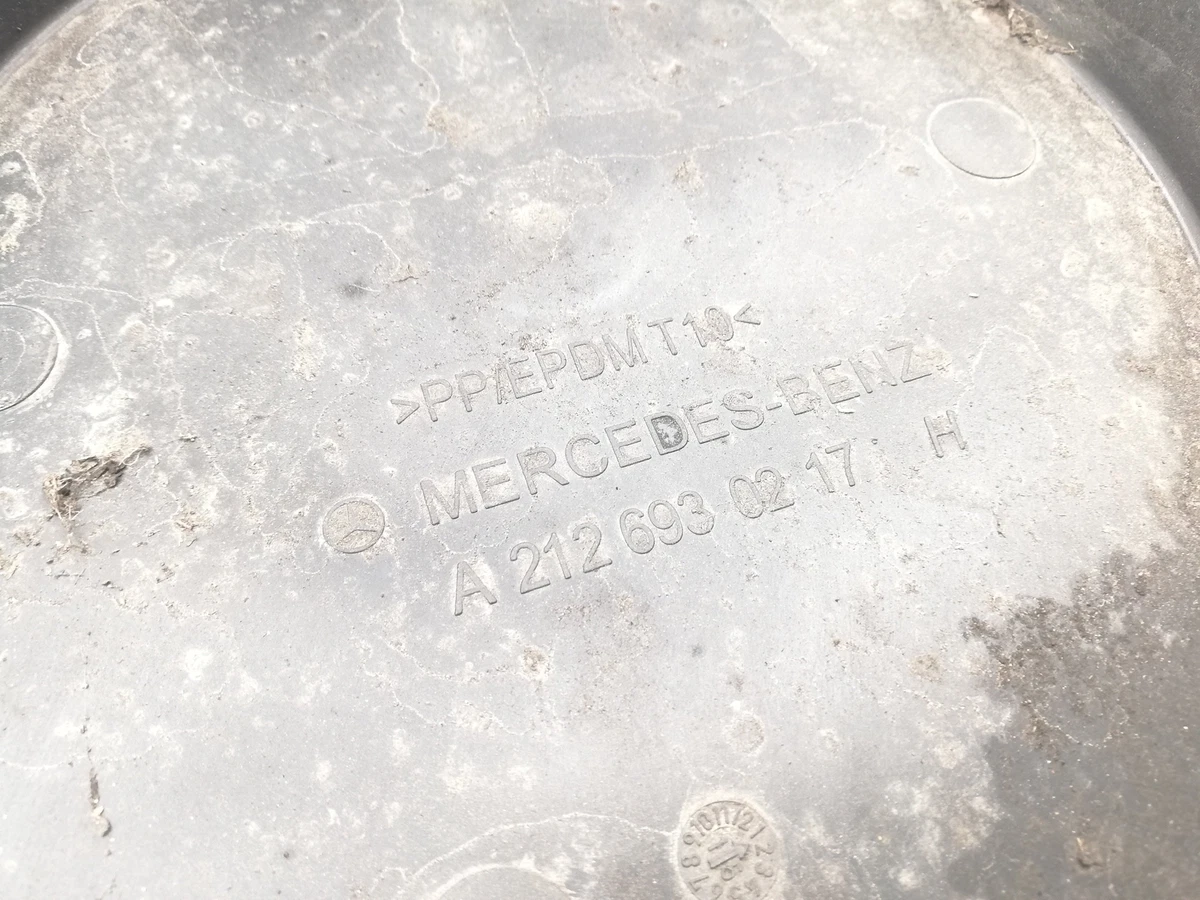 >PP/EPDM T10<
MERCEDES-BENZ
A 212 693 02 17 H